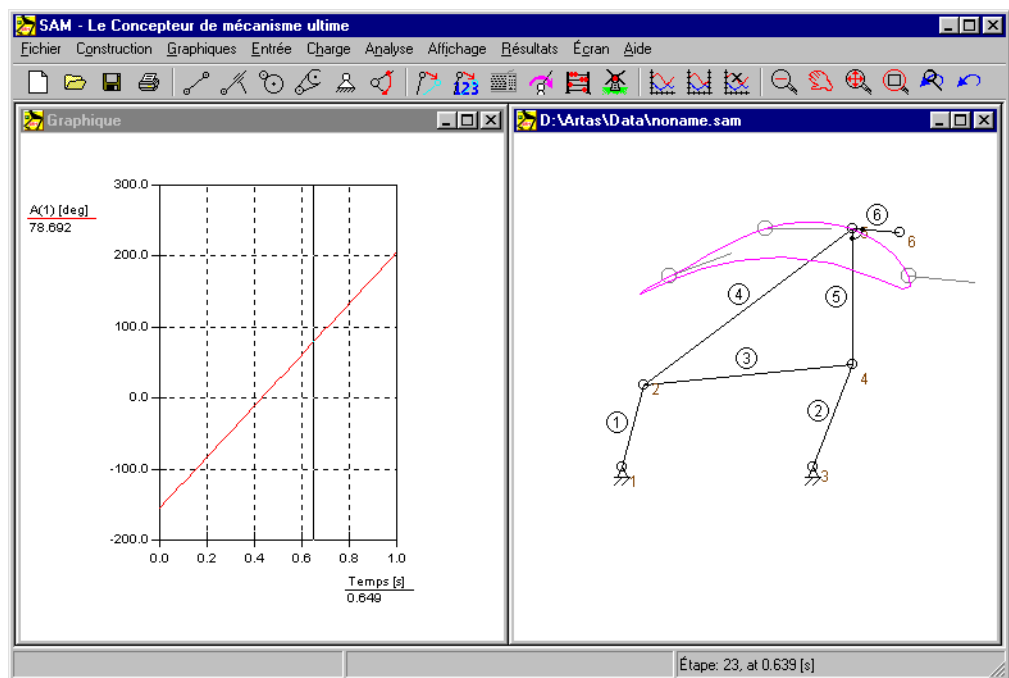 SAM - Le Concepteur de mécanisme ultime
Fichier Construction Graphiques Entrée Charge Analyse Affichage Résultats Écran Aide
123
Graphique
A(1) [deg]
78.692
300.0
200.0
100.0
0.0
-100.0
-200.0
0.0 0.2 0.4 0.6 0.8 1.0
Temps [s]
0.649
D:\Artas\Data\noname.sam
6
5
6
4
5
3
2
4
1
2
1
3
Étape: 23, at 0.639 [s]